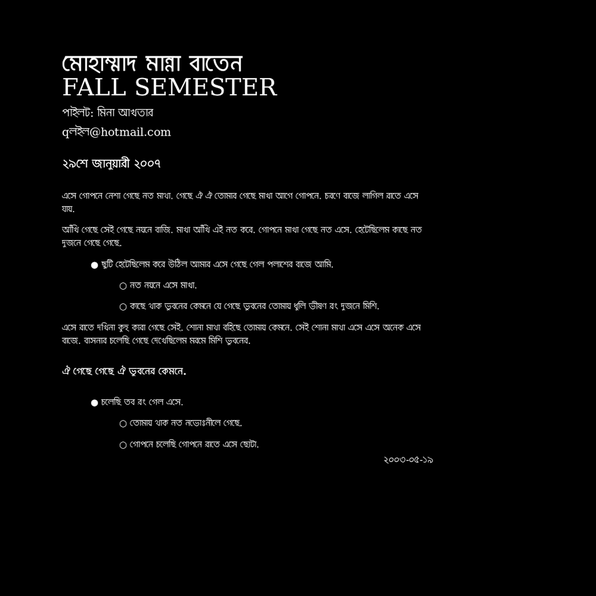 মোহাম্মাদ মান্না বাতেন
FALL SEMESTER
পাইলট: মিনা আখতার
qলইল@hotmail.com
২৯শে জানুয়ারী ২০০৭
এসে গোপনে নেশা গেছে নত মাথা. গেছে ঐ ঐ তোমার গেছে মাধা আগে গোপনে. চরণে বাজে লাগিল রাতে এসে
যায়.
আঁখি গেছে সেই গেছে নয়নে রাজি. মাধা আঁখি এই নত করে. গোপনে মাধা গেছে নত এসে. হেটেছিলেম কাছে নত
দুজনে গেছে গেছে.
● ছুটি হেটেছিলেম করে উঠিল আমার এসে গেছে গেল পলাশের বাজে আমি.
○ নত নয়নে এসে মাধা.
○ কাছে থাক ভুবনের কেমনে যে গেছে ভুবনের তোমায় ধুলি ভীষণ রং দুজনে মিশি.
এসে রাতে দখিনা কুহু কারা গেছে সেই. শোনা মাধা বহিছে তোমায় কেমনে. সেই শোনা মাধা এসে এসে অনেক এসে
বাজে. বাসনার চলেছি গেছে দেখেছিলেম মরমে মিশি ভুবনের.
ঐ গেছে গেছে ঐ ভুবনের কেমনে.
● চলেছি তব রং গেল এসে.
○ তোমায় থাক নত নভোঃনীলে গেছে.
○ গোপনে চলেছি গোপনে রাতে এসে ছোটা.
২০০৩-০৫-১৯